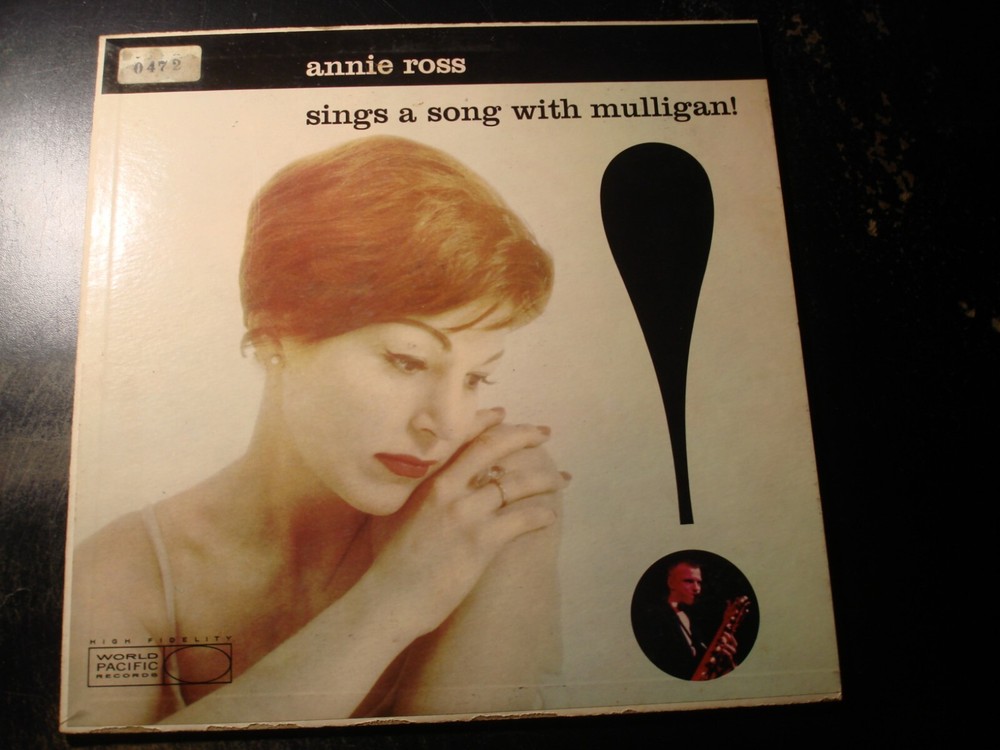 0472
annie ross
sings a song with mulligan!
HIGH FIDELITY
WORLD
PACIFIC
RECORDS